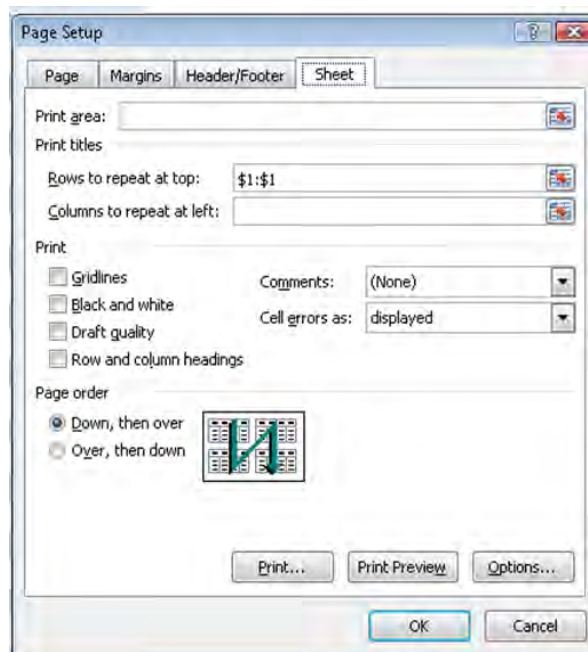 Page Setup
Page Margins Header/Footer Sheet
Print area:
Print titles
Rows to repeat at top: $1:$1
Columns to repeat at left:
Print
Gridlines Comments: (None)
Black and white
Cell errors as: displayed
Draft quality
Row and column headings
Page order
Down, then over
Over, then down
Print... Print Preview Options...
OK Cancel